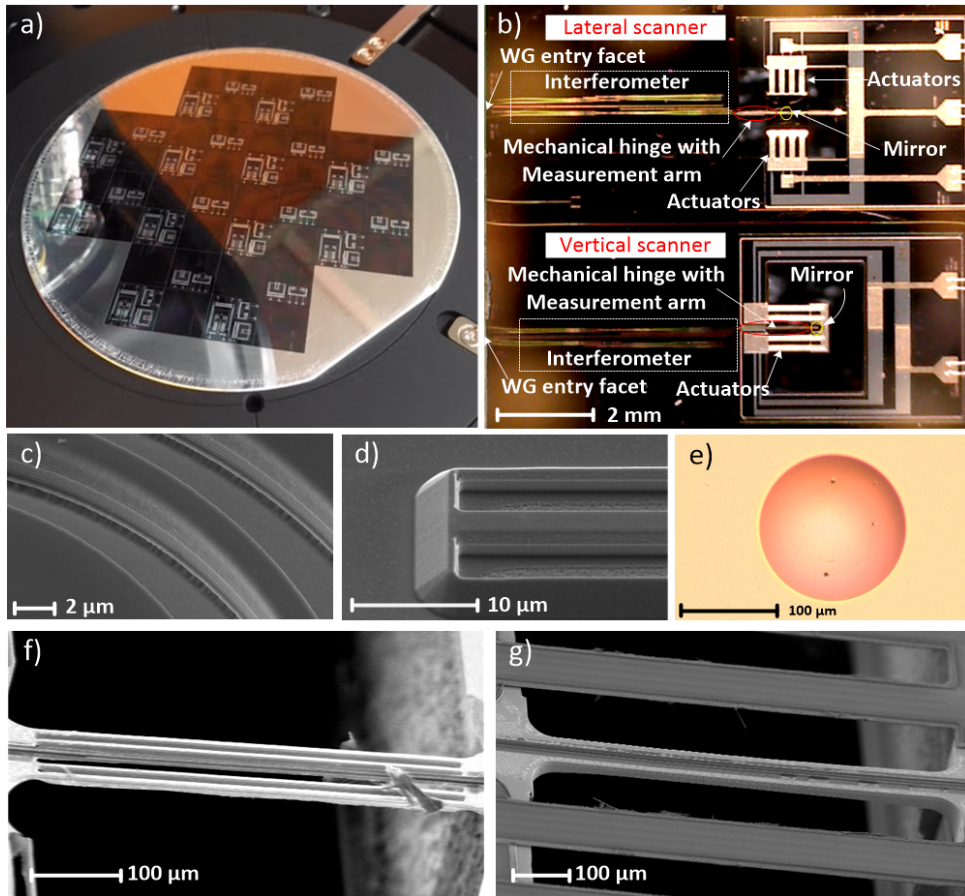 a)
b)
Lateral scanner
WG entry facet
Interferometer
Actuators
Mechanical hinge with
Measurement arm
Mirror
Actuators
Vertical scanner
Mechanical hinge with
Measurement arm
Mirror
Interferometer
Actuators
WG entry facet
2 mm
c)
2 μm
d)
10 μm
e)
100 μm
f)
100 μm
g)
100 μm